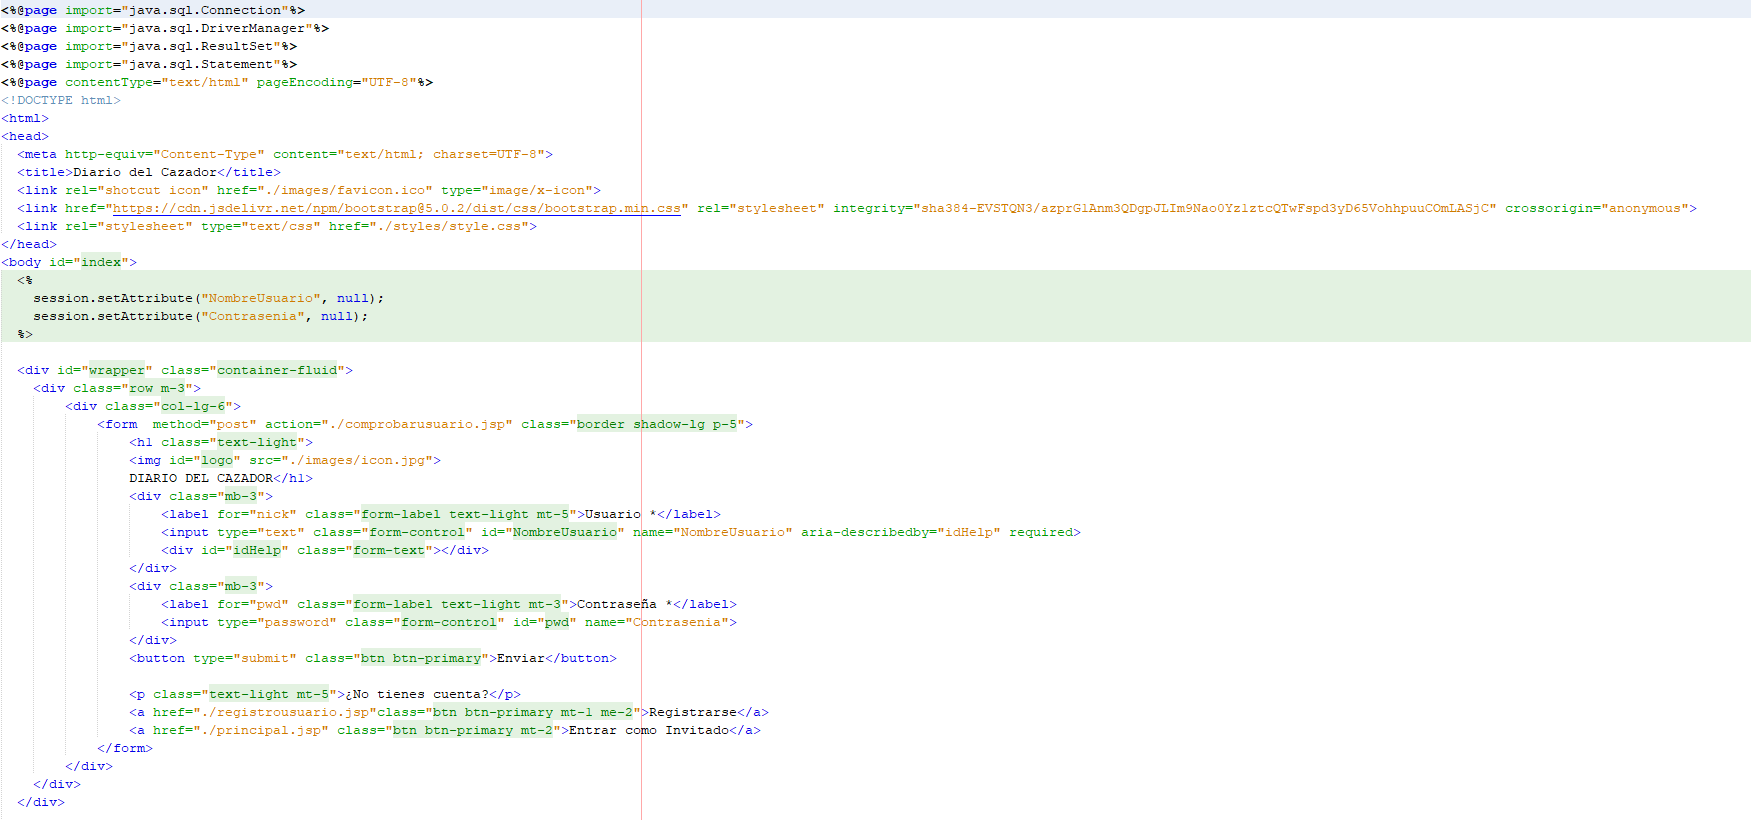 <%@page import="java.sql.Connection"%>
<%@page import="java.sql.DriverManager"%>
<%@page import="java.sql.ResultSet"%>
<%@page import="java.sql.Statement"%>
<%@page contentType="text/html" pageEncoding="UTF-8"%>
<!DOCTYPE html>
<html>
<head>
<meta http-equiv="Content-Type" content="text/html; charset=UTF-8">
<title>Diario del Cazador</title>
<link rel="shotcut icon" href="./images/favicon.ico" type="image/x-icon">
<link href="https://cdn.jsdelivr.net/npm/bootstrap@5.0.2/dist/css/bootstrap.min.css" rel="stylesheet" integrity="sha384-EVSTQN3/azprG1Anm3QDgpJLIm9Nao0Yz1ztcQTwFspd3yD65VohhpuuCOmLASjC" crossorigin="anonymous">
<link rel="stylesheet" type="text/css" href="./styles/style.css">
</head>
<body id="index">
<%
session.setAttribute("NombreUsuario", null);
session.setAttribute("Contrasenia", null);
%>
<div id="wrapper" class="container-fluid">
<div class="row m-3">
<div class="col-lg-6">
<form  method="post" action="./comprobarusuario.jsp" class="border shadow-lg p-5">
<h1 class="text-light">
<img id="logo" src="./images/icon.jpg">
DIARIO DEL CAZADOR</h1>
<div class="mb-3">
<label for="nick" class="form-label text-light mt-5">Usuario *</label>
<input type="text" class="form-control" id="NombreUsuario" name="NombreUsuario" aria-describedby="idHelp" required>
<div id="idHelp" class="form-text"></div>
</div>
<div class="mb-3">
<label for="pwd" class="form-label text-light mt-3">Contraseña *</label>
<input type="password" class="form-control" id="pwd" name="Contrasenia">
</div>
<button type="submit" class="btn btn-primary">Enviar</button>
<p class="text-light mt-5">¿No tienes cuenta?</p>
<a href="./registrousuario.jsp"class="btn btn-primary mt-1 me-2">Registrarse</a>
<a href="./principal.jsp" class="btn btn-primary mt-2">Entrar como Invitado</a>
</form>
</div>
</div>
</div>